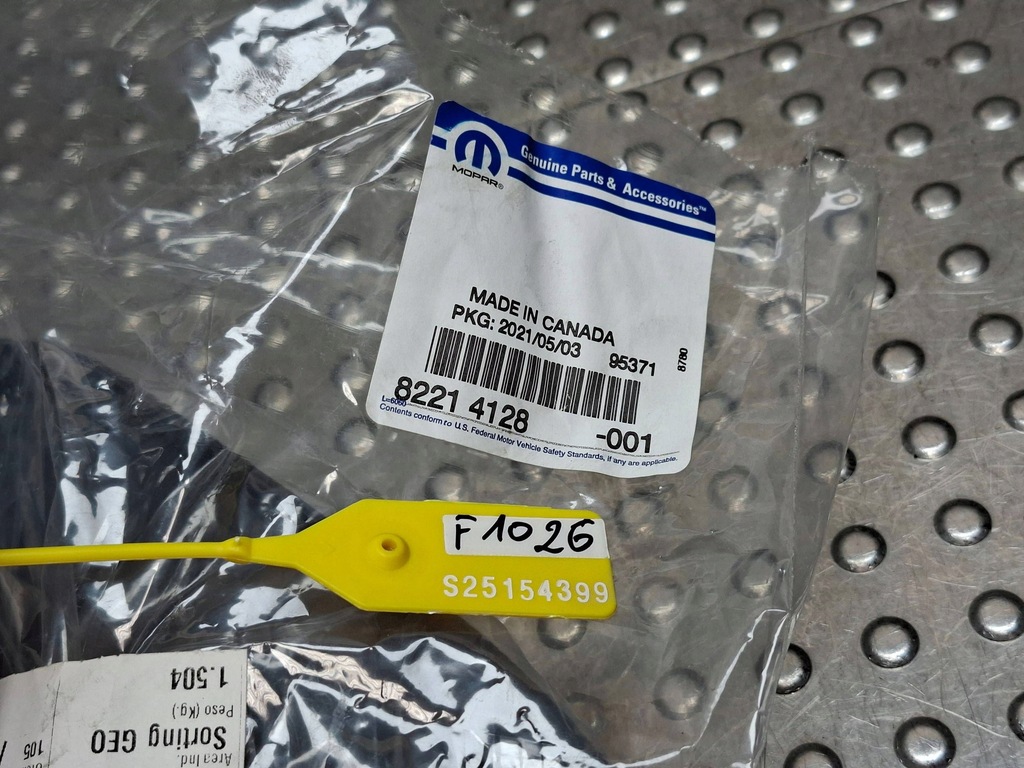 MOPAR®
Genuine Parts & Accessories™
MADE IN CANADA
PKG: 2021/05/03
95371
8780
8221 4128 -001
L=6060
Contents conform to U.S. Federal Motor Vehicle Safety Standards, if any are applicable.
F1026
S25154399
Area Ind.
Sorting GEO
Peso (Kg.)
1.504
105